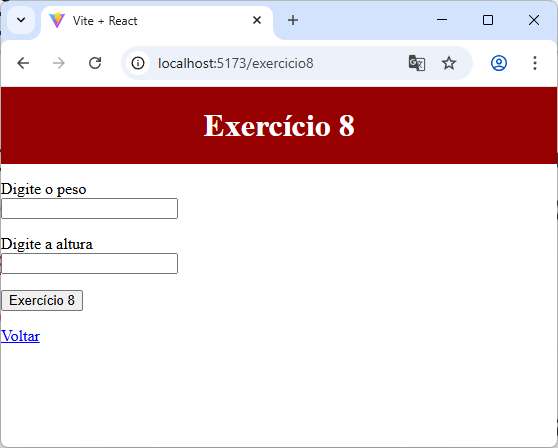 Vite + React
localhost:5173/exercicio8
Exercício 8
Digite o peso
Digite a altura
Exercício 8
Voltar